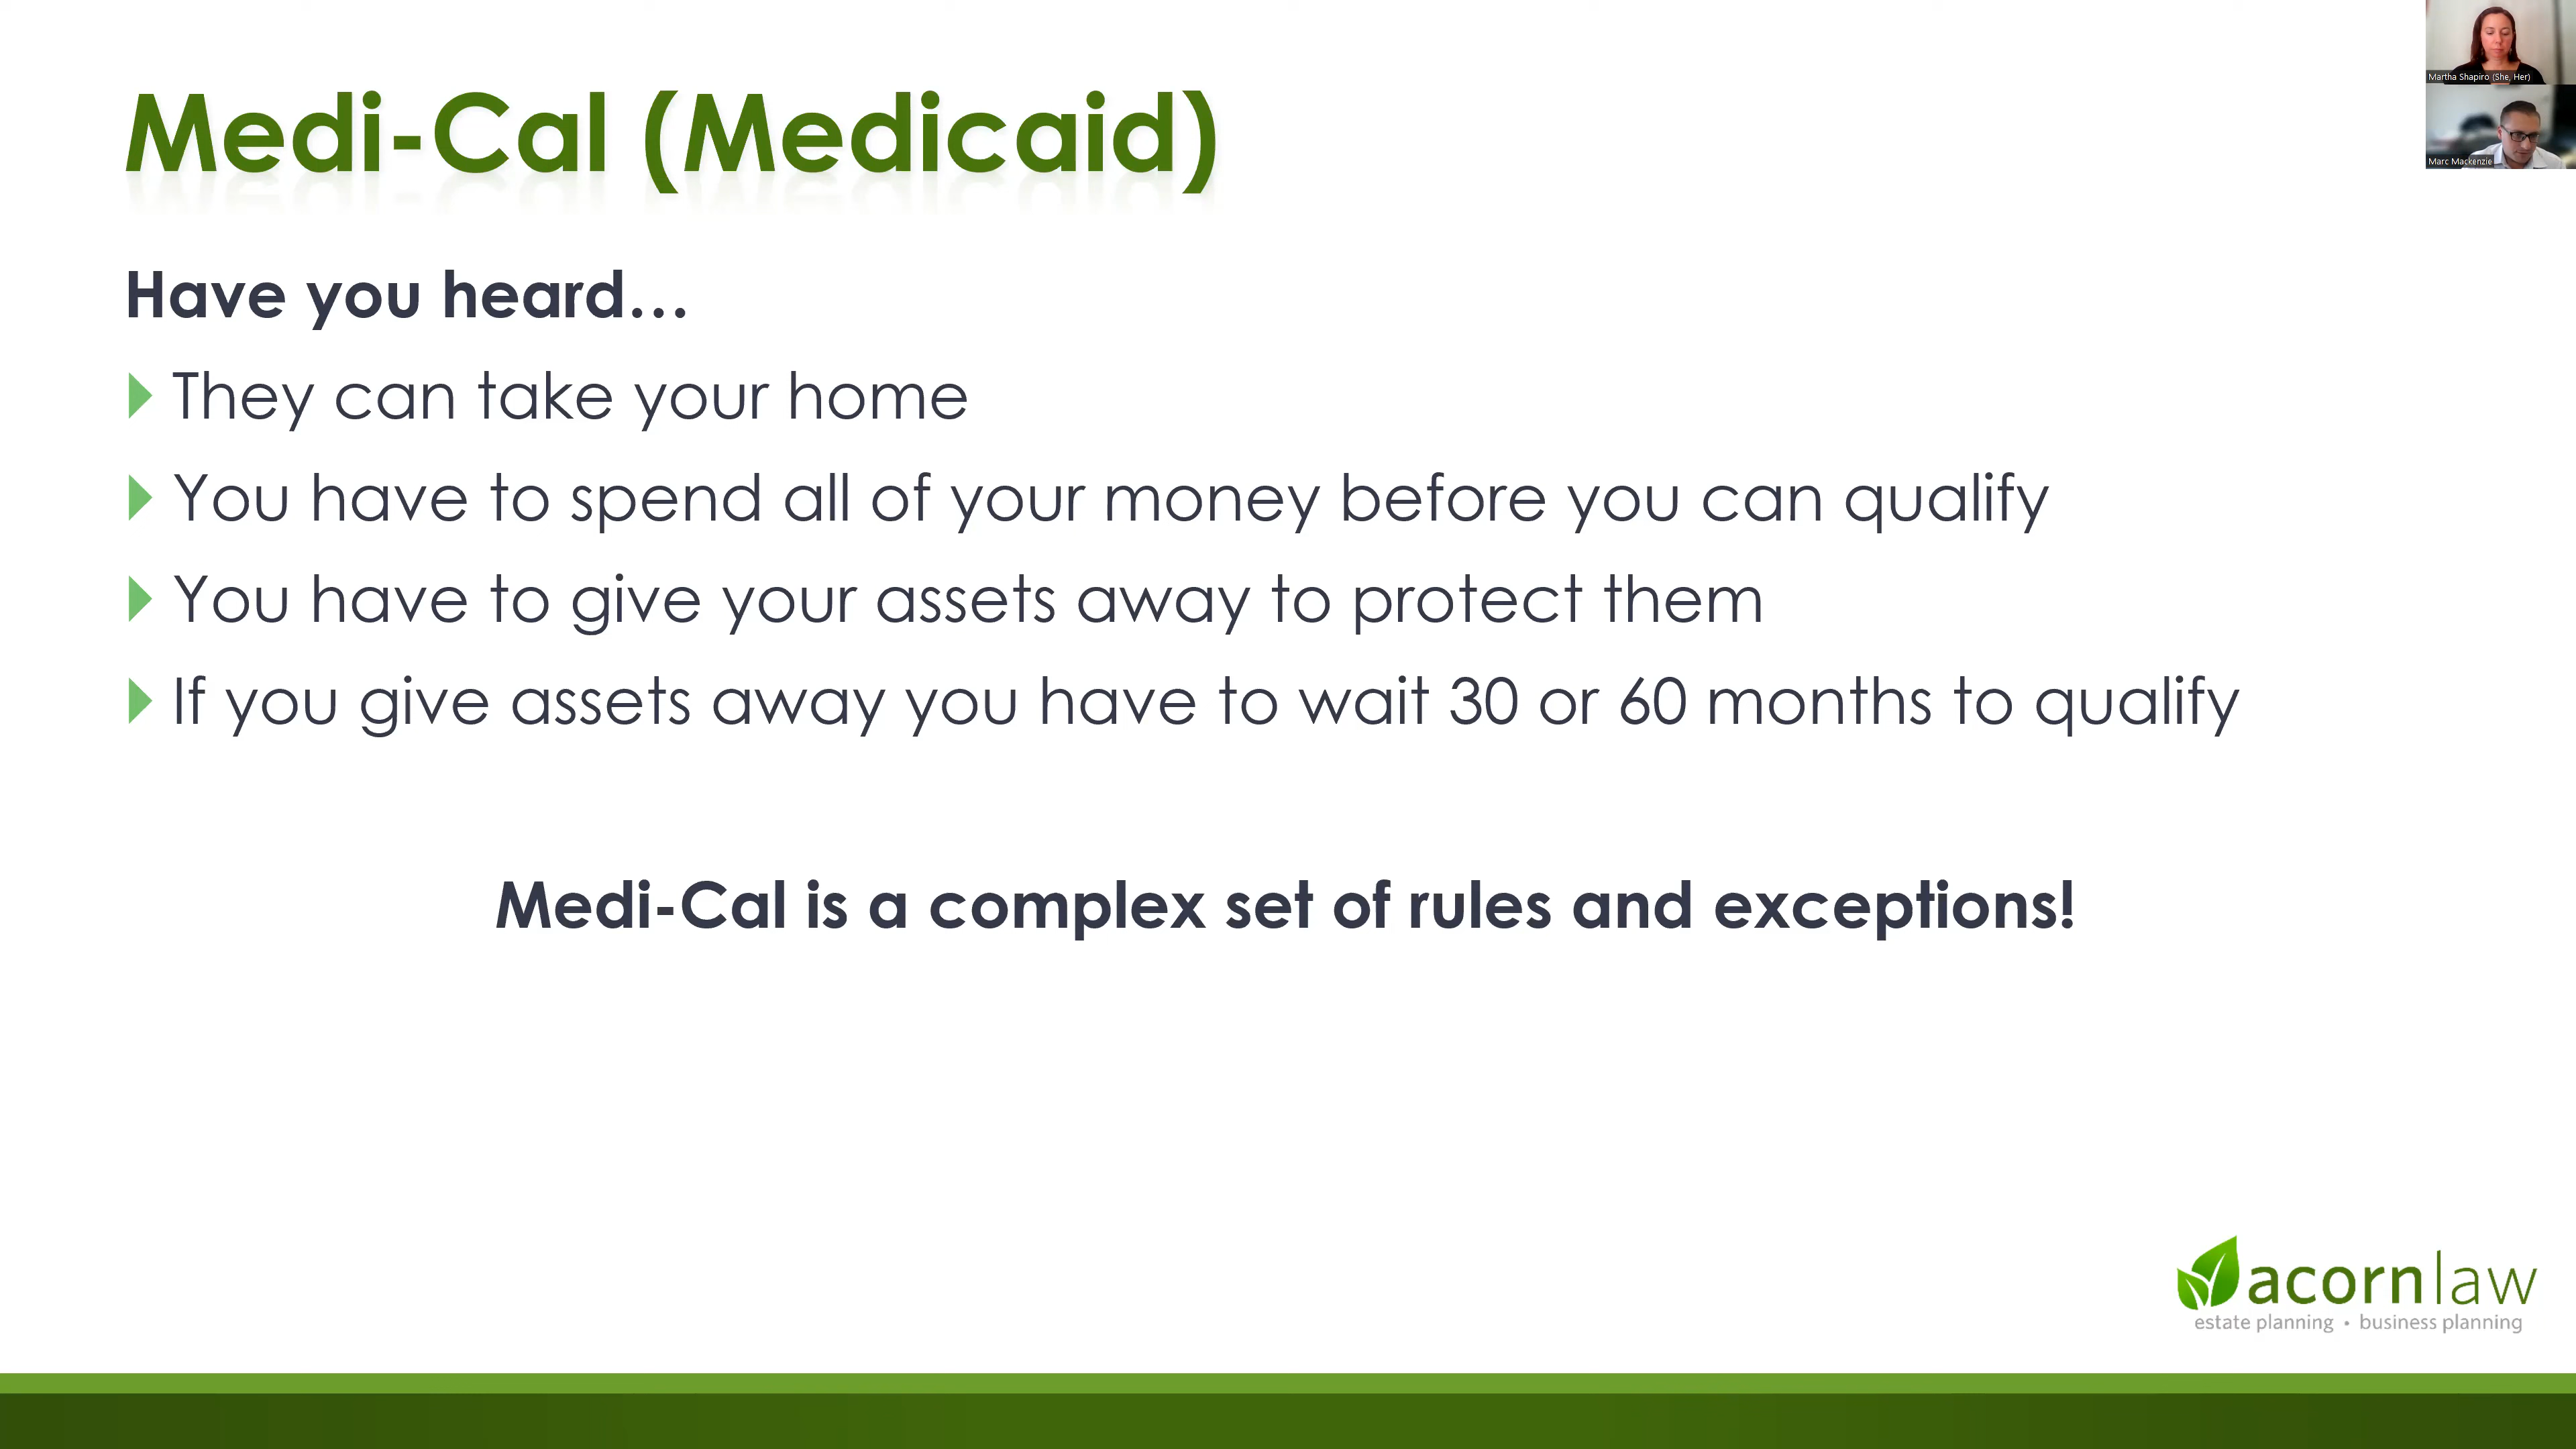 Medi-Cal (Medicaid)
Martha Shapiro (She, Her)
Marc Mackenzie
Have you heard…
They can take your home
You have to spend all of your money before you can qualify
You have to give your assets away to protect them
If you give assets away you have to wait 30 or 60 months to qualify
Medi-Cal is a complex set of rules and exceptions!
acornlaw
estate planning • business planning